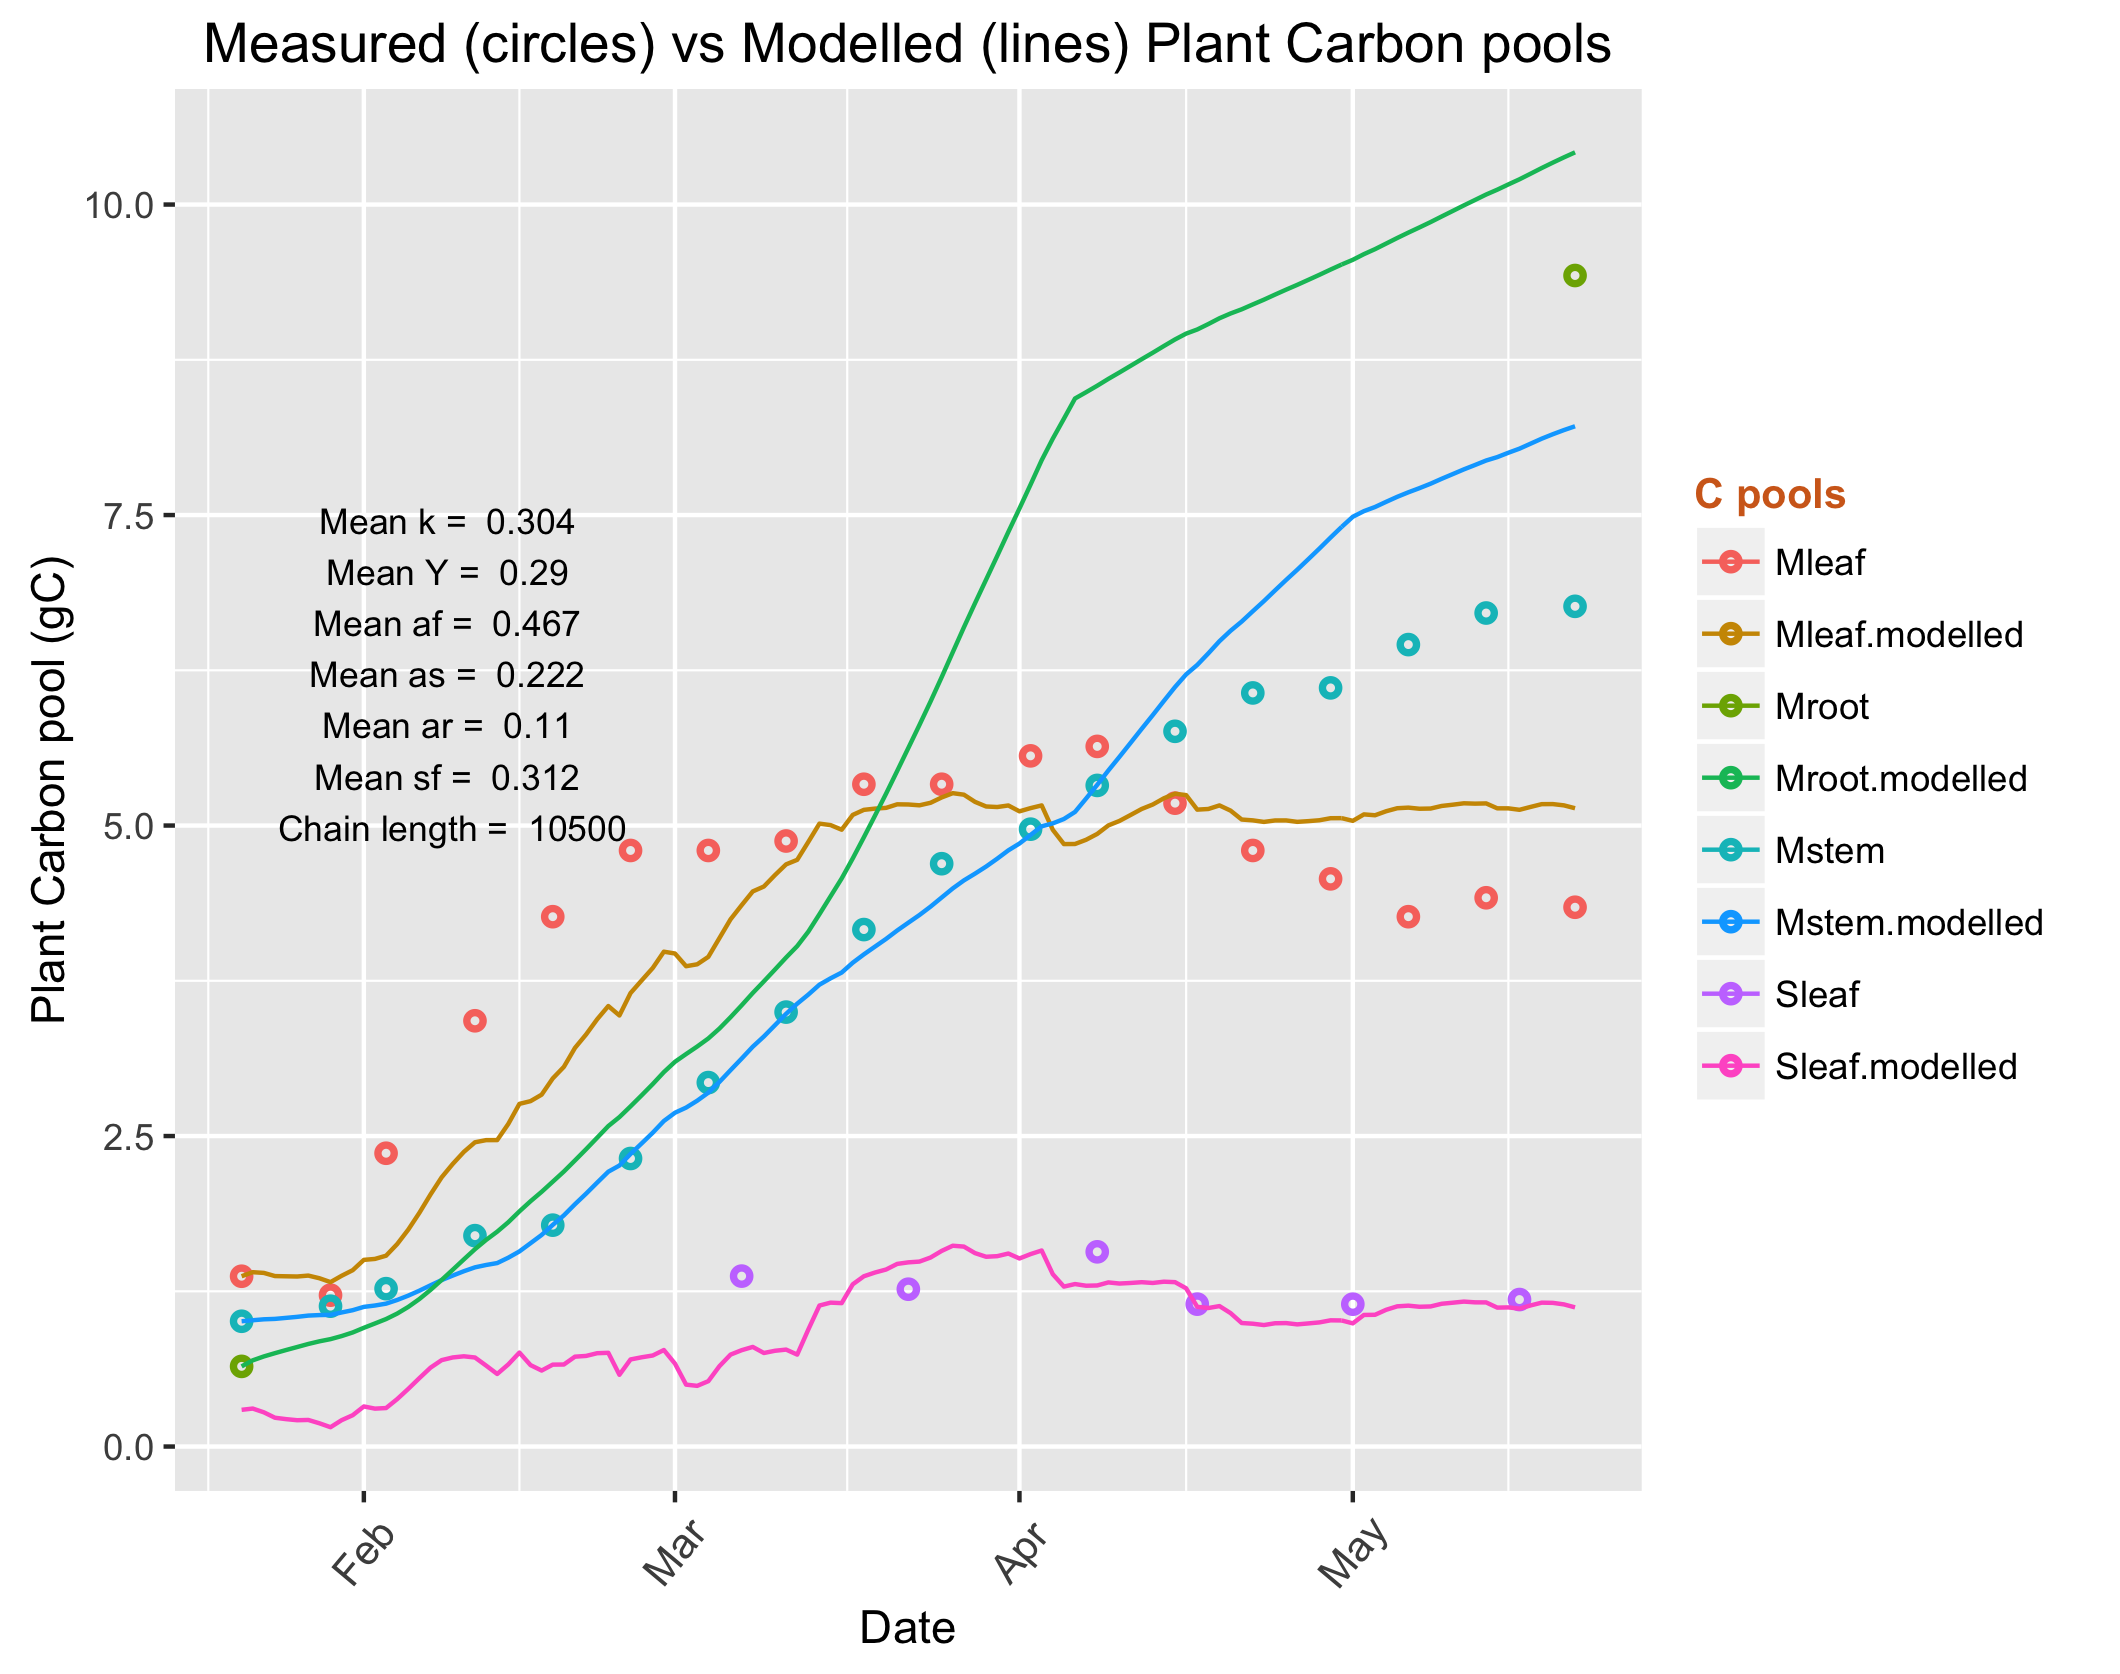 Measured (circles) vs Modelled (lines) Plant Carbon pools
Plant Carbon pool (gC)
10.0
7.5
5.0
2.5
0.0
Mean k = 0.304
Mean Y = 0.29
Mean af = 0.467
Mean as = 0.222
Mean ar = 0.11
Mean sf = 0.312
Chain length = 10500
Feb
Mar
Apr
May
Date
C pools
Mleaf
Mleaf.modelled
Mroot
Mroot.modelled
Mstem
Mstem.modelled
Sleaf
Sleaf.modelled